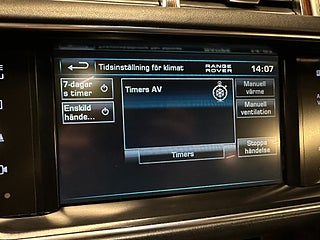 Tidsinställning för klimat
RANGE
ROVER
14:07
7-dagar
s timer
Enskild
hände...
Timers AV
Timers
Manuell
värme
Manuell
ventilation
Stoppa
händelse